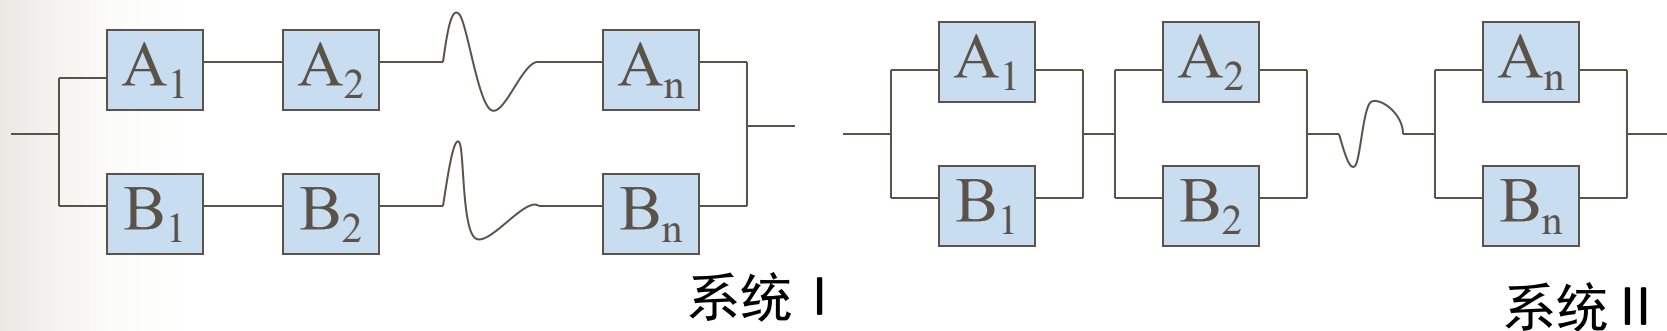 A1 A2 An A1 A2 An
B1 B2 Bn B1 B2 Bn
系统 I 系统 II